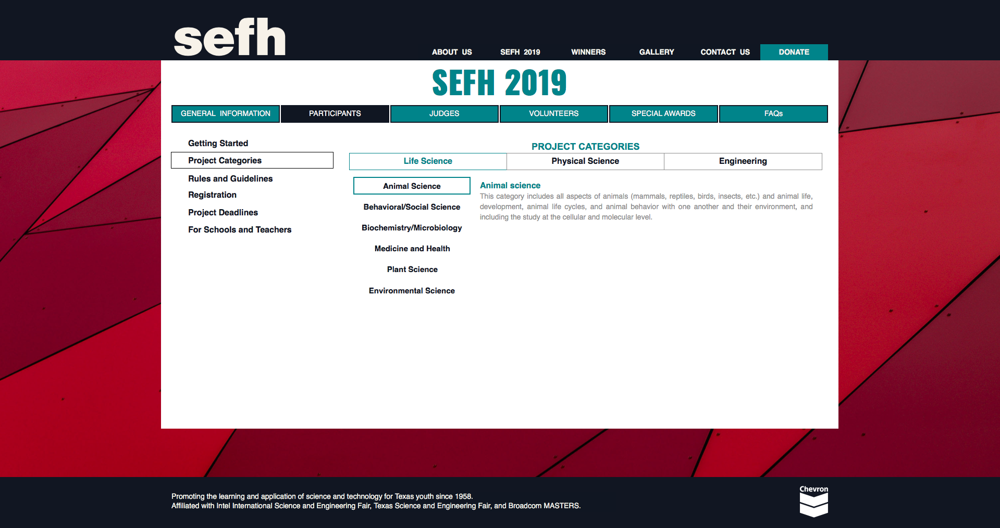 sefh
ABOUT US SEFH 2019 WINNERS GALLERY CONTACT US DONATE
SEFH 2019
GENERAL INFORMATION PARTICIPANTS JUDGES VOLUNTEERS SPECIAL AWARDS FAQs
Getting Started
Project Categories
Rules and Guidelines
Registration
Project Deadlines
For Schools and Teachers
PROJECT CATEGORIES
Life Science Physical Science Engineering
Animal Science
Behavioral/Social Science
Biochemistry/Microbiology
Medicine and Health
Plant Science
Environmental Science
Animal science
This category includes all aspects of animals (mammals, reptiles, birds, insects, etc.) and animal life,
development, animal life cycles, and animal behavior with one another and their environment, and
including the study at the cellular and molecular level.
Promoting the learning and application of science and technology for Texas youth since 1958.
Affiliated with Intel International Science and Engineering Fair, Texas Science and Engineering Fair, and Broadcom MASTERS.
Chevron